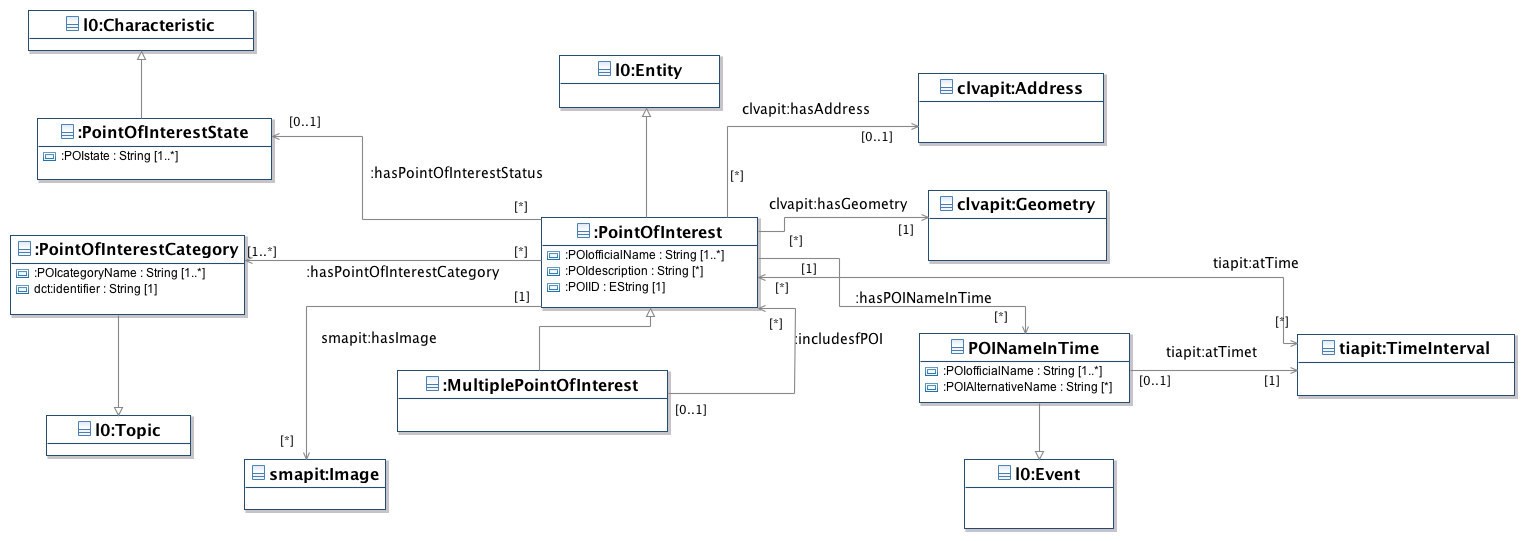 l0:Characteristic
l0:Entity
clvapit:Address
clvapit:hasAddress
[0..1]
[*]
:PointOfInterestState
:POIstate : String [1..*]
[0..1]
:hasPointOfInterestStatus
[*]
clvapit:Geometry
clvapit:hasGeometry
[*]
[1]
:PointOfInterest
:POIofficialName : String [1..*]
:POIdescription : String [*]
:POIID : EString [1]
:PointOfInterestCategory
:POIcategoryName : String [1..*]
dct:identifier : String [1]
[1..*]
[*]
:hasPointOfInterestCategory
[1]
[*]
tiapit:atTime
[*]
:hasPOINameInTime
[*]
[1]
smapit:hasImage
[*]
[*]
:includesfPOI
[0..1]
:MultiplePointOfInterest
POINameInTime
:POIofficialName : String [1..*]
:POIAlternativeName : String [*]
tiapit:atTimet
[0..1]
[1]
tiapit:TimeInterval
l0:Topic
smapit:Image
l0:Event